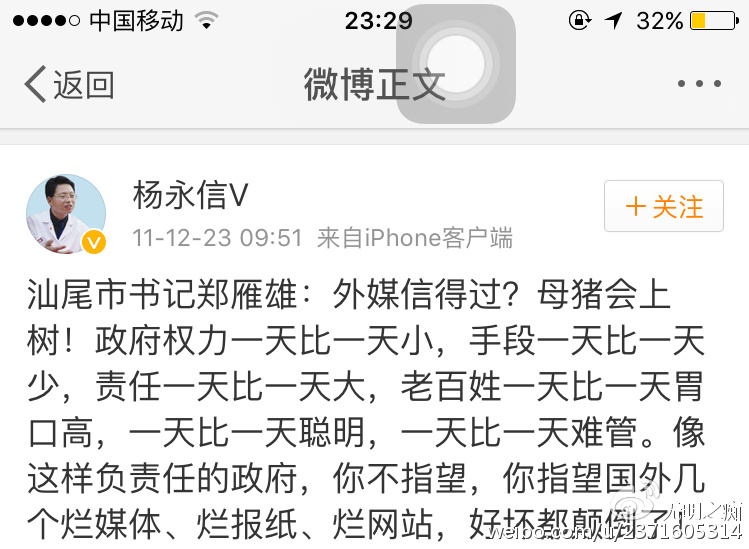 中国移动 23:29 32%
返回 微博正文
杨永信V
+关注
11-12-23 09:51 来自iPhone客户端
汕尾市书记郑雁雄：外媒信得过？母猪会上
树！政府权力一天比一天小，手段一天比一天
少，责任一天比一天大，老百姓一天比一天胃
口高，一天比一天聪明，一天比一天难管。像
这样负责任的政府，你不指望，你指望国外几
个烂媒体、烂报纸、烂网站，好坏都颠倒了。
光明之痴
weibo.com/u/2371605314